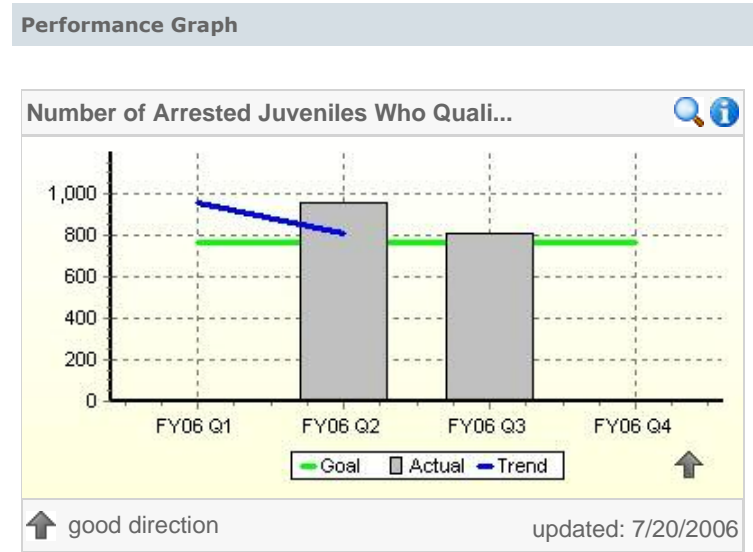 Performance Graph
Number of Arrested Juveniles Who Quali...
1,000
800
600
400
200
0
FY06 Q1 FY06 Q2 FY06 Q3 FY06 Q4
Goal Actual Trend
good direction updated: 7/20/2006